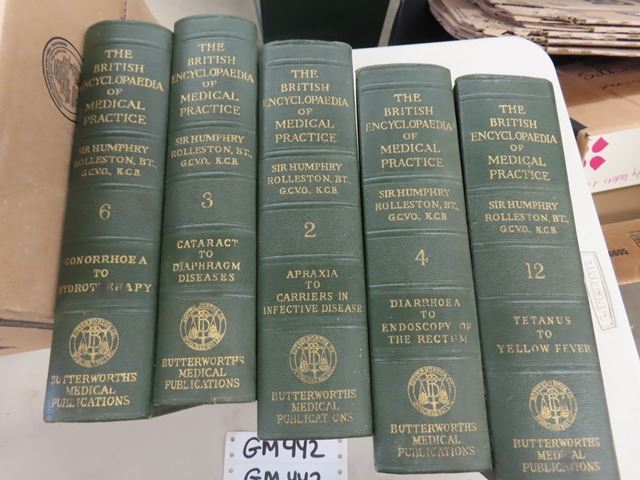 THE
BRITISH
ENCYCLOPAEDIA
OF
MEDICAL
PRACTICE
SIR HUMPHRY
ROLLESTON, BT.,
G.C.V.O., K.C.B.
6
GONORRHOEA
TO
HYDROTHERAPY
BUTTERWORTHS
MEDICAL
PUBLICATIONS
THE
BRITISH
ENCYCLOPAEDIA
OF
MEDICAL
PRACTICE
SIR HUMPHRY
ROLLESTON, BT.,
G.C.V.O., K.C.B.
3
CATARACT
TO
DIAPHRAGM
DISEASES
BUTTERWORTHS
MEDICAL
PUBLICATIONS
THE
BRITISH
ENCYCLOPAEDIA
OF
MEDICAL
PRACTICE
SIR HUMPHRY
ROLLESTON, BT.,
G.C.V.O., K.C.B.
2
APRAXIA
TO
CARRIERS IN
INFECTIVE DISEASE
BUTTERWORTHS
MEDICAL
PUBLICATIONS
THE
BRITISH
ENCYCLOPAEDIA
OF
MEDICAL
PRACTICE
SIR HUMPHRY
ROLLESTON, BT.,
G.C.V.O., K.C.B.
4
DIARRHOEA
TO
ENDOSCOPY OF
THE RECTUM
BUTTERWORTHS
MEDICAL
PUBLICATIONS
THE
BRITISH
ENCYCLOPAEDIA
OF
MEDICAL
PRACTICE
SIR HUMPHRY
ROLLESTON, BT.,
G.C.V.O., K.C.B.
12
TETANUS
TO
YELLOW FEVER
BUTTERWORTHS
MEDICAL
PUBLICATIONS
GM442
GM442
LIFETIME